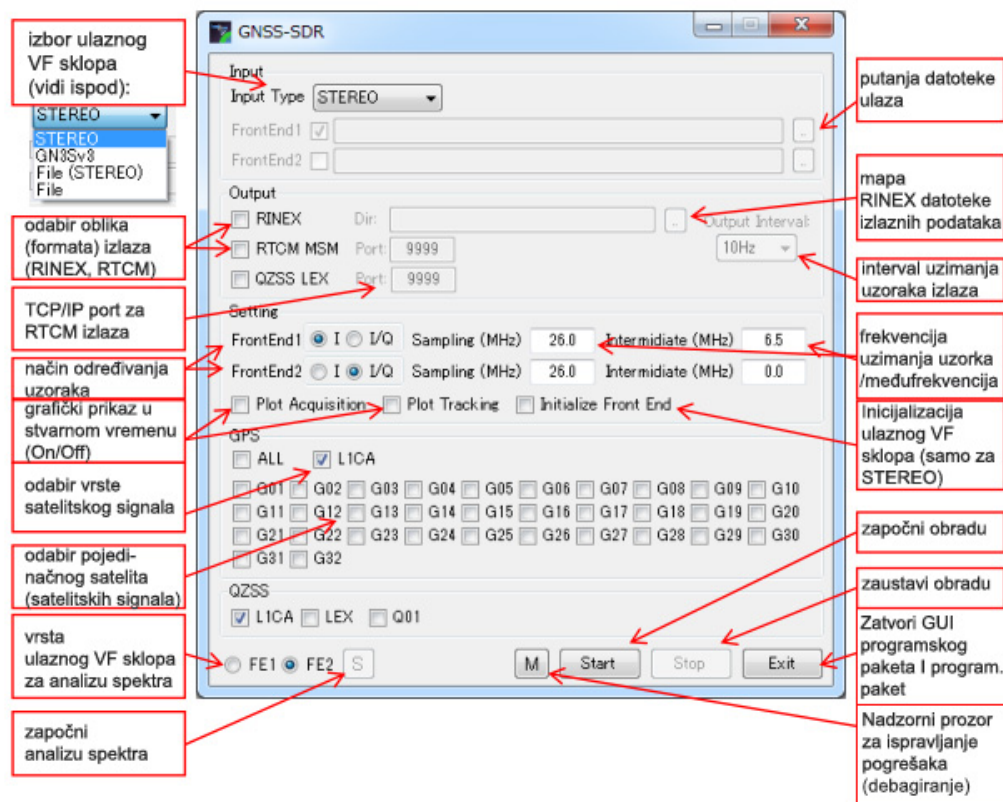 izbor ulaznog
VF sklopa
(vidi ispod):
STEREO
STEREO
GN3Sv3
File (STEREO)
File
odabir oblika
(formata) izlaza
(RINEX, RTCM)
TCP/IP port za
RTCM izlaza
način određivanja
uzoraka
grafički prikaz u
stvarnom vremenu
(On/Off)
odabir vrste
satelitskog signala
odabir pojedi-
načnog satelita
(satelitskih signala)
vrsta
ulaznog VF sklopa
za analizu spektra
započni
analizu spektra
GNSS-SDR
Input
Input Type STEREO
FrontEnd1 ..
FrontEnd2 ..
Output
RINEX Dir: .. Output Interval:
RTCM MSM Port: 9999 10Hz
QZSS LEX Port: 9999
Setting
FrontEnd1 I I/Q Sampling (MHz) 26.0 Intermidiate (MHz) 6.5
FrontEnd2 I I/Q Sampling (MHz) 26.0 Intermidiate (MHz) 0.0
Plot Acquisition Plot Tracking Initialize Front End
GPS
ALL L1CA
G01 G02 G03 G04 G05 G06 G07 G08 G09 G10
G11 G12 G13 G14 G15 G16 G17 G18 G19 G20
G21 G22 G23 G24 G25 G26 G27 G28 G29 G30
G31 G32
QZSS
L1CA LEX Q01
FE1 FE2 S M Start Stop Exit
putanja datoteke
ulaza
mapa
RINEX datoteke
izlaznih podataka
interval uzimanja
uzoraka izlaza
frekvencija
uzimanja uzorka
/međufrekvencija
Inicijalizacija
ulaznog VF
sklopa (samo za
STEREO)
započni obradu
zaustavi obradu
Zatvori GUI
programskog
paketa I program.
paket
Nadzorni prozor
za ispravljanje
pogrešaka
(debagiranje)